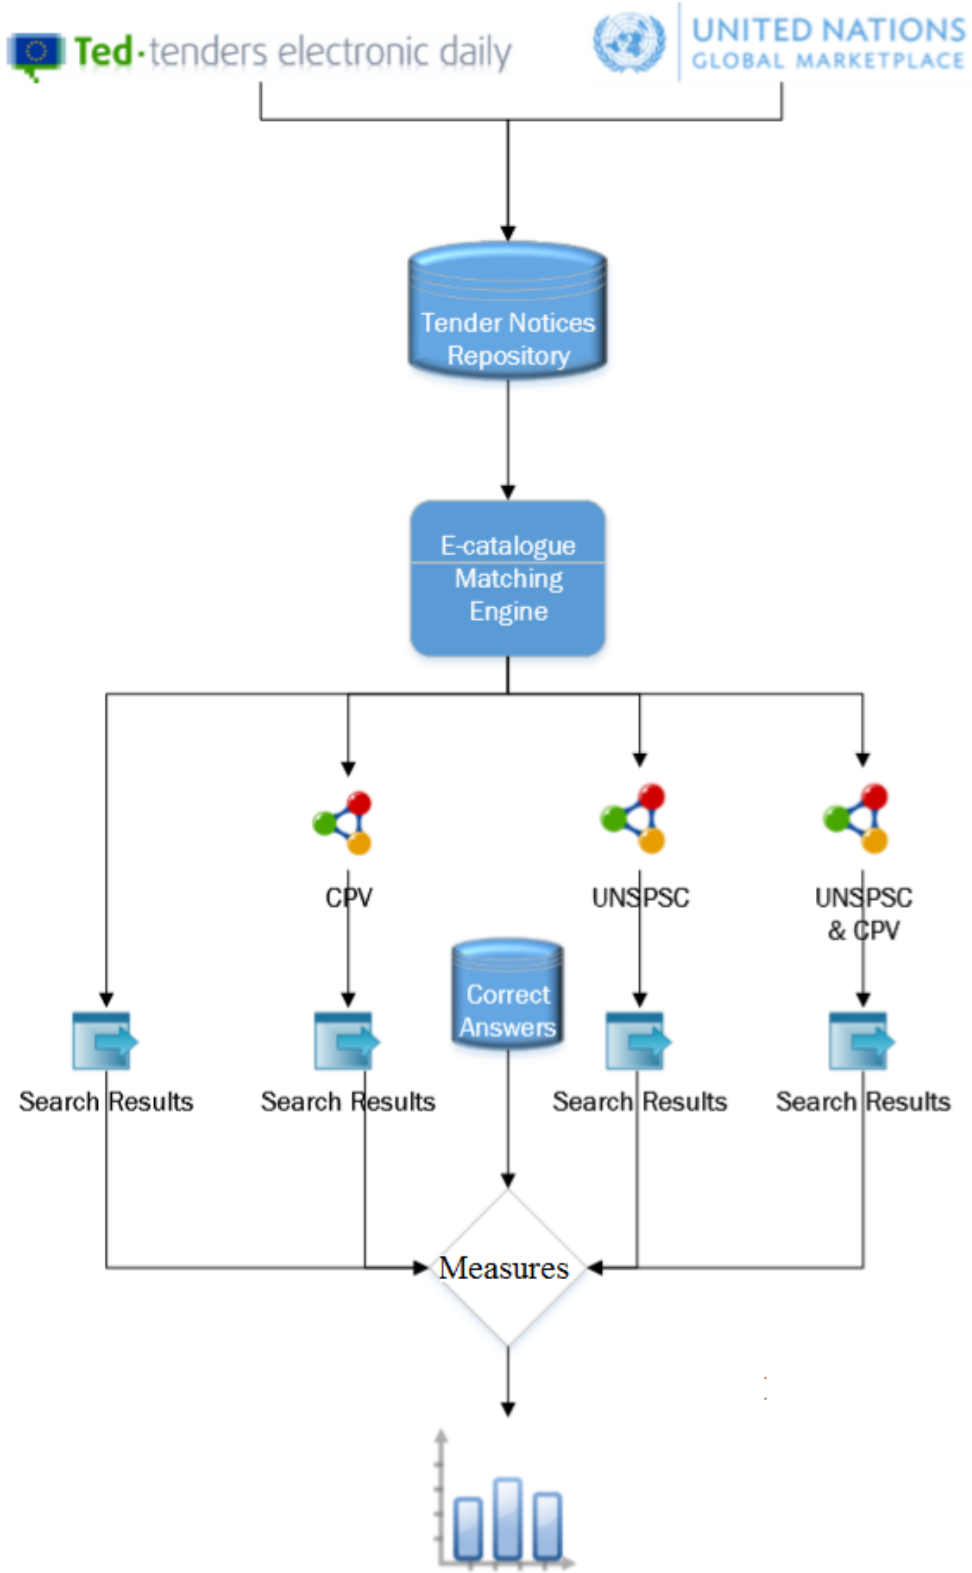 Ted·tenders electronic daily
UNITED NATIONS
GLOBAL MARKETPLACE
Tender Notices
Repository
E-catalogue
Matching
Engine
CPV
UNSPSC
UNSPSC
& CPV
Correct
Answers
Search Results
Search Results
Search Results
Search Results
Measures